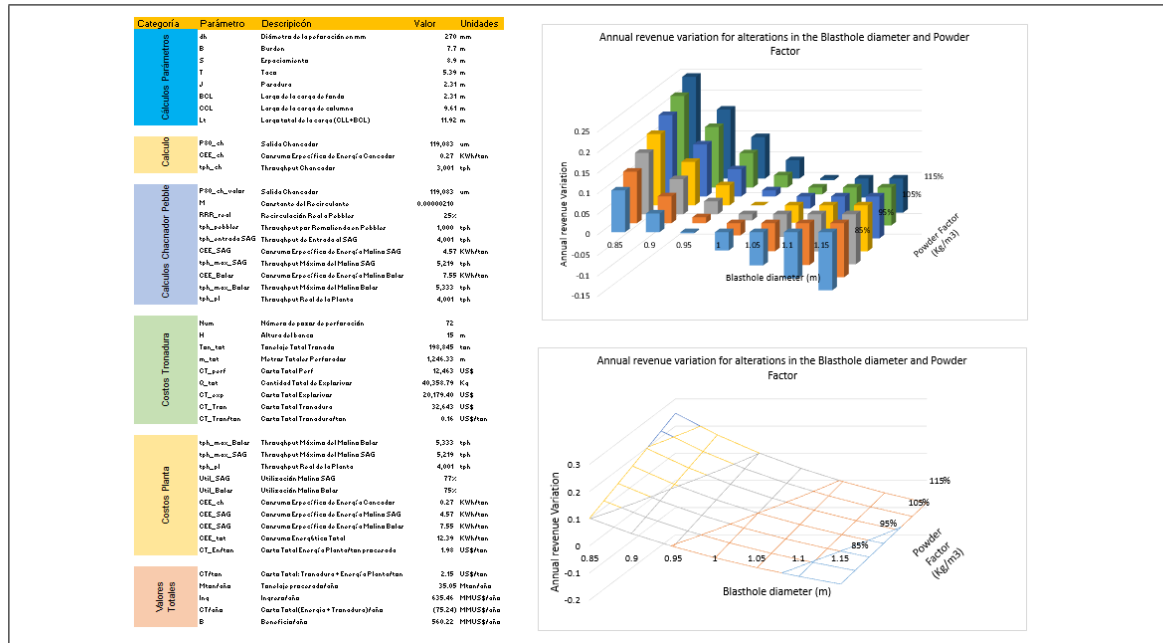 Categoría Parámetro Descripicón Valor Unidades
Cálculos Parámetros
dh Diámetro de la peforación en mm 270 mm
B Burden 7.7 m
S Espaciamiento 8.9 m
T Taco 5.39 m
J Pasadura 2.31 m
BCL Largo de la carga de fondo 2.31 m
CCL Largo de la carga de columna 9.61 m
Lt Largo total de la carga (CLL+BCL) 11.92 m
Calculo
P80_ch Salida Chancador 119,083 um
CEE_ch Consumo Específico de Energía Concador 0.27 KWh/ton
tph_ch Throughput Chancador 3,001 tph
Calculos Chacnador Pebble
P80_ch_valor Salida Chancador 119,083 um
M Constante del Recirculante 0.00000210
RRR_real Recirculación Real a Pebbles 25%
tph_pebbles Throughput por Remoliendo en Pebbles 1,000 tph
tph_entrada SAG Throughput de Entrada al SAG 4,001 tph
CEE_SAG Consumo Específico de Energía Molino SAG 4.57 KWh/ton
tph_max_SAG Throughput Máximo del Molino SAG 5,219 tph
CEE_Bolas Consumo Específico de Energía Molino Bolas 7.55 KWh/ton
tph_max_Bolas Throughput Máximo del Molino Bolas 5,333 tph
tph_pl Throughput Real de la Planta 4,001 tph
Costos Tronadura
Num Número de pozos de perforación 72
H Altura del banco 15 m
Ton_tot Tonelaje Total Tronado 198,845 ton
m_tot Metros Totales Perforados 1,246.33 m
CT_perf Costo Total Perf 12,463 US$
Q_tot Cantidad Total de Explosivos 40,358.79 Kg
CT_exp Costo Total Explosivos 20,179.40 US$
CT_Tron Costo Total Tronadura 32,643 US$
CT_Tron/ton Costo Total Tronadura/ton 0.16 US$/ton
Costos Planta
tph_max_Bolas Throughput Máximo del Molino Bolas 5,333 tph
tph_max_SAG Throughput Máximo del Molino SAG 5,219 tph
tph_pl Throughput Real de la Planta 4,001 tph
Util_SAG Utilización Molino SAG 77%
Util_Bolas Utilización Molino Bolas 75%
CEE_ch Consumo Específico de Energía Concador 0.27 KWh/ton
CEE_SAG Consumo Específico de Energía Molino SAG 4.57 KWh/ton
CEE_SAG Consumo Específico de Energía Molino Bolas 7.55 KWh/ton
CEE_tot Consumo Energético Total 12.39 KWh/ton
CT_En/ton Costo Total Energía Planta/ton procesada 1.98 US$/ton
Valores Totales
CT/ton Costo Total: Tronadura + Energía Planta/ton 2.15 US$/ton
Mton/año Tonelaje procesado/año 35.05 Mton/año
Ing Ingreso/año 635.46 MMUS$/año
CT/año Costo Total(Energía + Tronadura)/año (75.24) MMUS$/año
B Beneficio/año 560.22 MMUS$/año
Annual revenue variation for alterations in the Blasthole diameter and Powder
Factor
Annual revenue Variation
0.25
0.2
0.15
0.1
0.05
0
-0.05
-0.1
-0.15
0.85 0.9 0.95 1 1.05 1.1 1.15
Blasthole diameter (m)
115%
105%
95%
85%
Powder Factor
(Kg/m3)
Annual revenue variation for alterations in the Blasthole diameter and Powder
Factor
Annual revenue Variation
0.3
0.2
0.1
0
-0.1
-0.2
0.85 0.9 0.95 1 1.05 1.1 1.15
Blasthole diameter (m)
115%
105%
95%
85%
Powder
Factor
(Kg/m3)